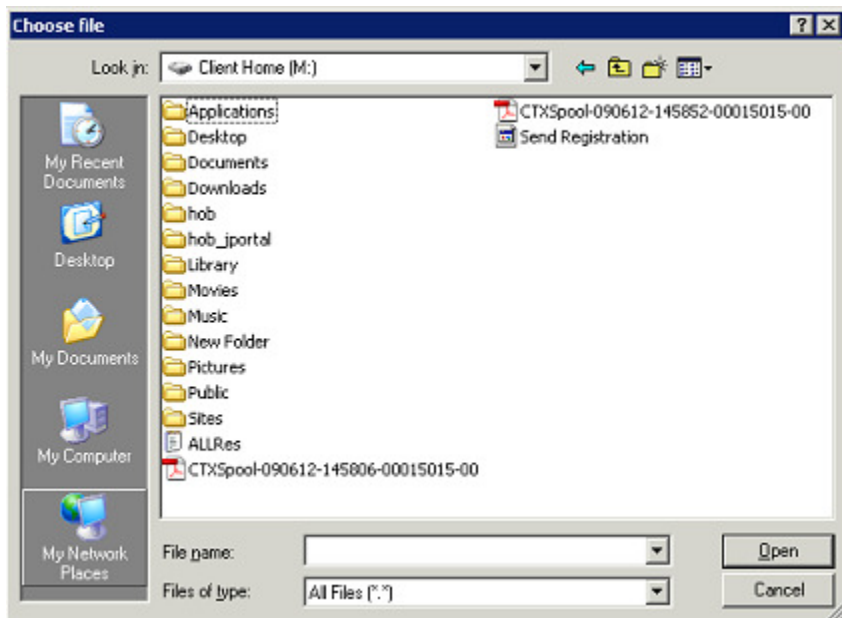 Choose file
Look in: Client Home (M:)
My Recent
Documents
Desktop
My Documents
My Computer
My Network
Places
Applications
Desktop
Documents
Downloads
hob
hob_jportal
Library
Movies
Music
New Folder
Pictures
Public
Sites
ALLRes
CTXSpool-090612-145806-00015015-00
CTXSpool-090612-145852-00015015-00
Send Registration
File name:
Open
Files of type: All Files (*.*)
Cancel